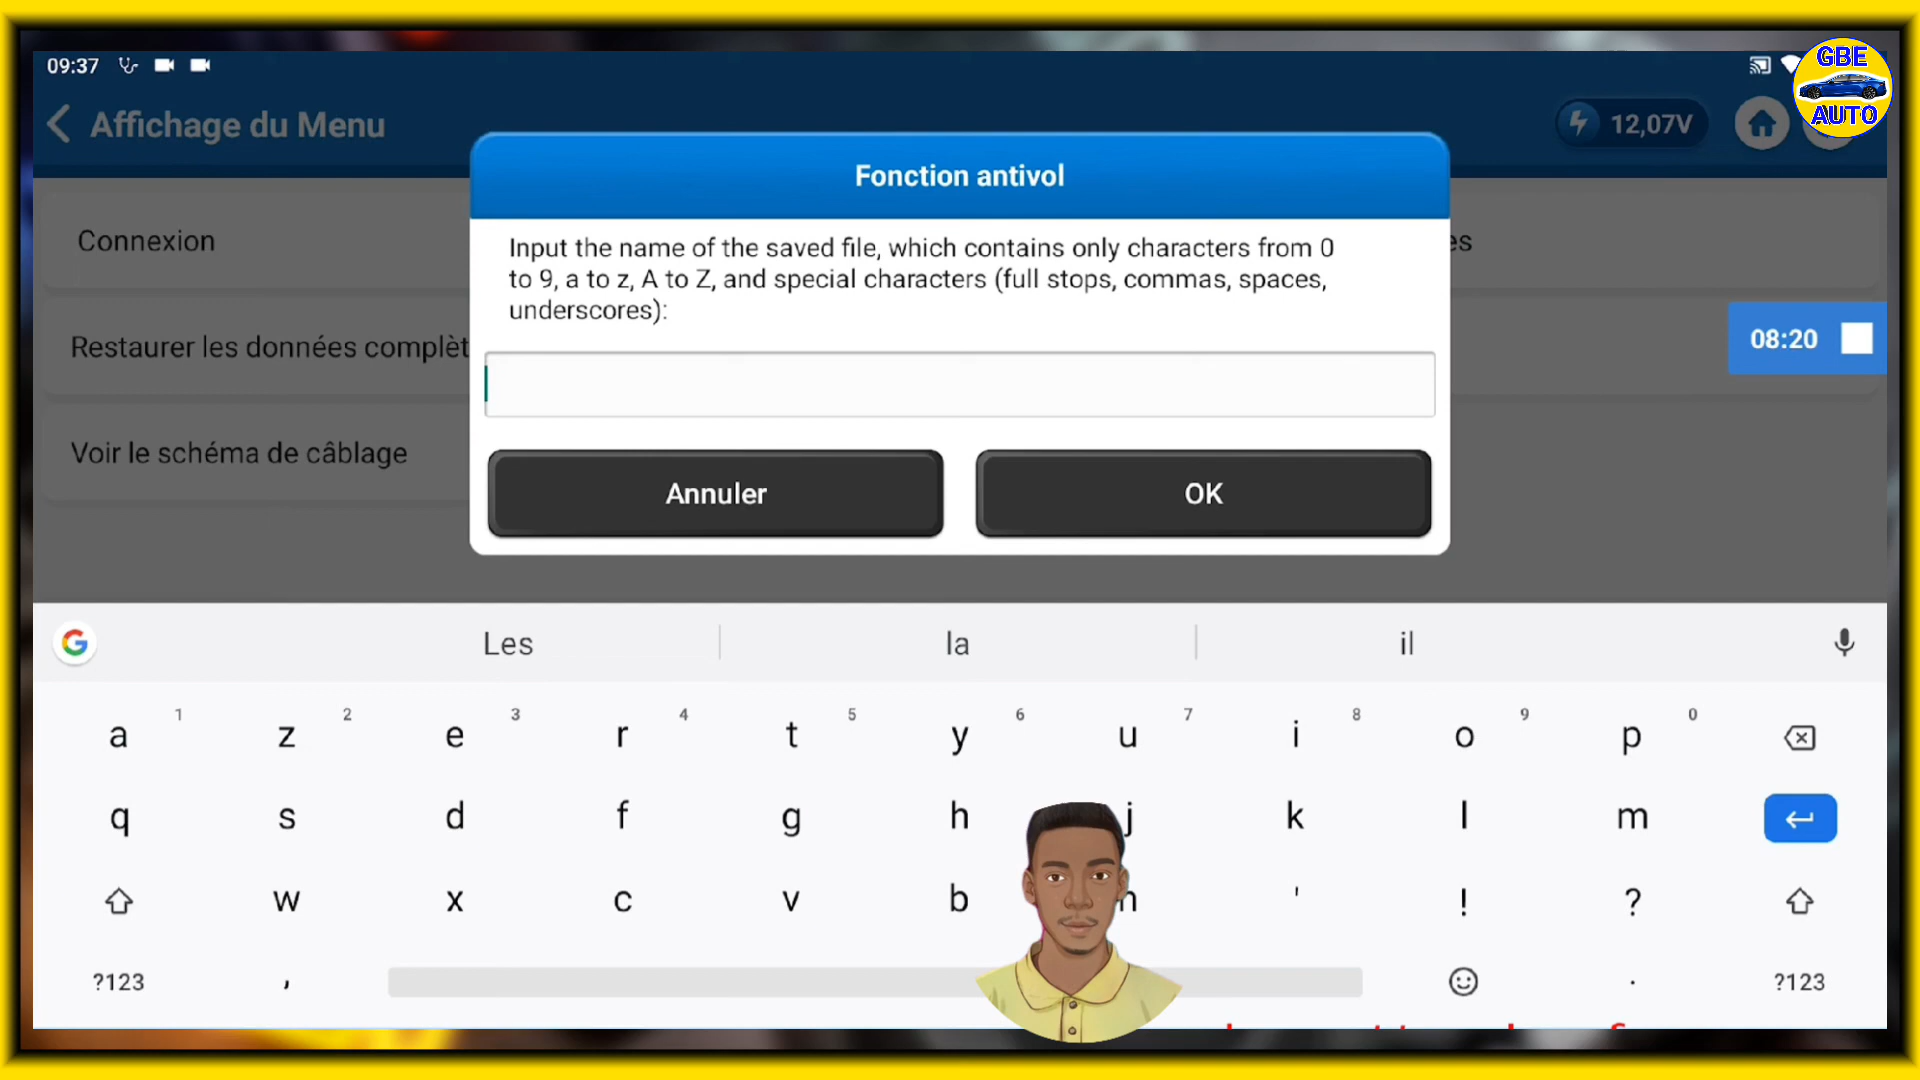 09:37
GBE
AUTO
Affichage du Menu
12,07V
Fonction antivol
Connexion
Input the name of the saved file, which contains only characters from 0
to 9, a to z, A to Z, and special characters (full stops, commas, spaces,
underscores):
es
Restaurer les données complèt
08:20
Voir le schéma de câblage
Annuler
OK
G
Les
la
il
a 1 z 2 e 3 r 4 t 5 y 6 u 7 i 8 o 9 p 0
q s d f g h j k l m
w x c v b n ' ! ?
?123 , . ?123